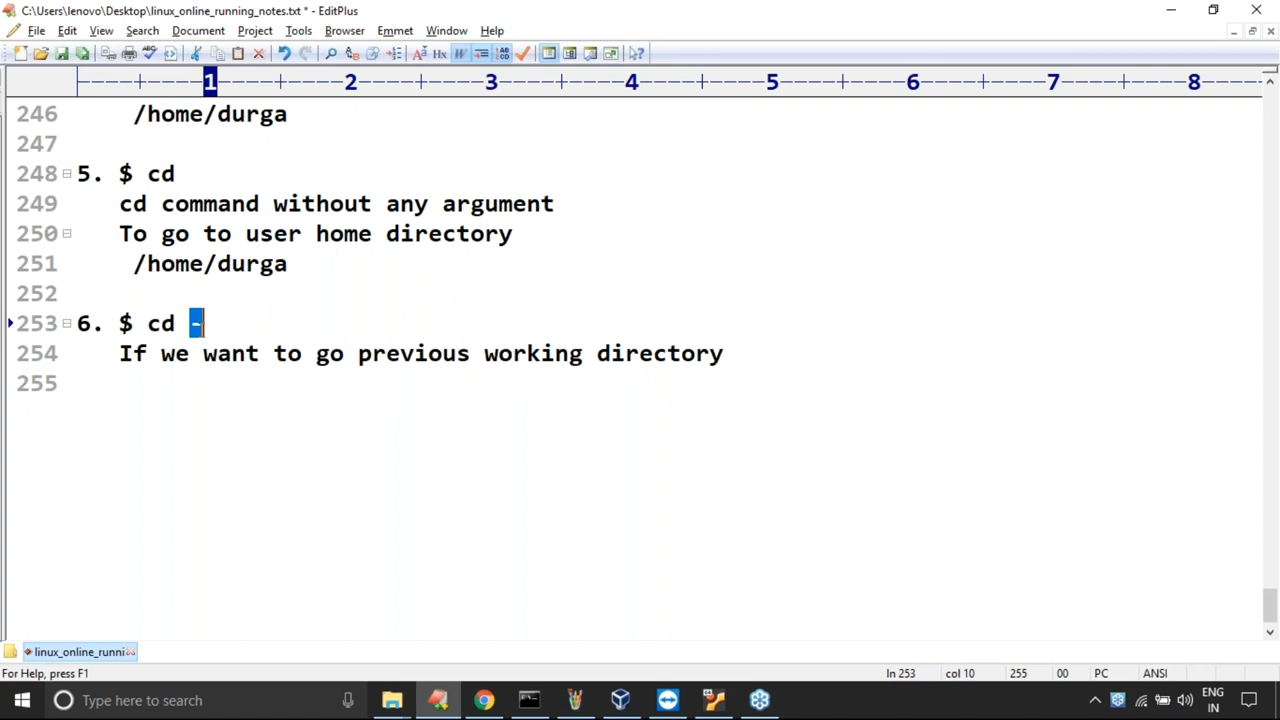 C:\Users\lenovo\Desktop\linux_online_running_notes.txt * - EditPlus
File Edit View Search Document Project Tools Browser Emmet Window Help
1 2 3 4 5 6 7 8
246 /home/durga
247
248 5. $ cd
249 cd command without any argument
250 To go to user home directory
251 /home/durga
252
253 6. $ cd -
254 If we want to go previous working directory
255
linux_online_runni
For Help, press F1 ln 253 col 10 255 00 PC ANSI
Type here to search ENG
IN